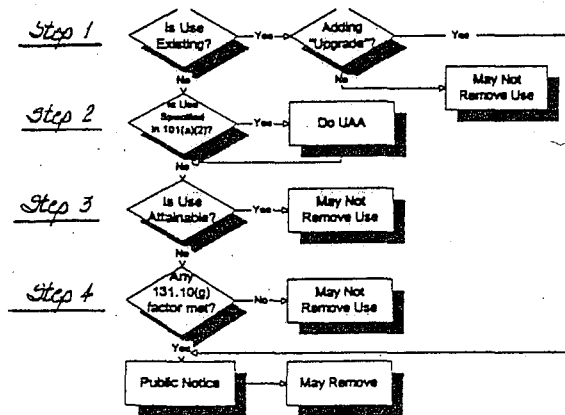 Step 1
Is Use
Existing?
Yes
Adding
"Upgrade"?
Yes
No
No
May Not
Remove Use
Step 2
Is Use
Specified
in 101(a)(2)?
Yes
Do UAA
No
Step 3
Is Use
Attainable?
Yes
May Not
Remove Use
No
Step 4
Any
131.10(g)
factor met?
No
May Not
Remove Use
Yes
Public Notice
May Remove